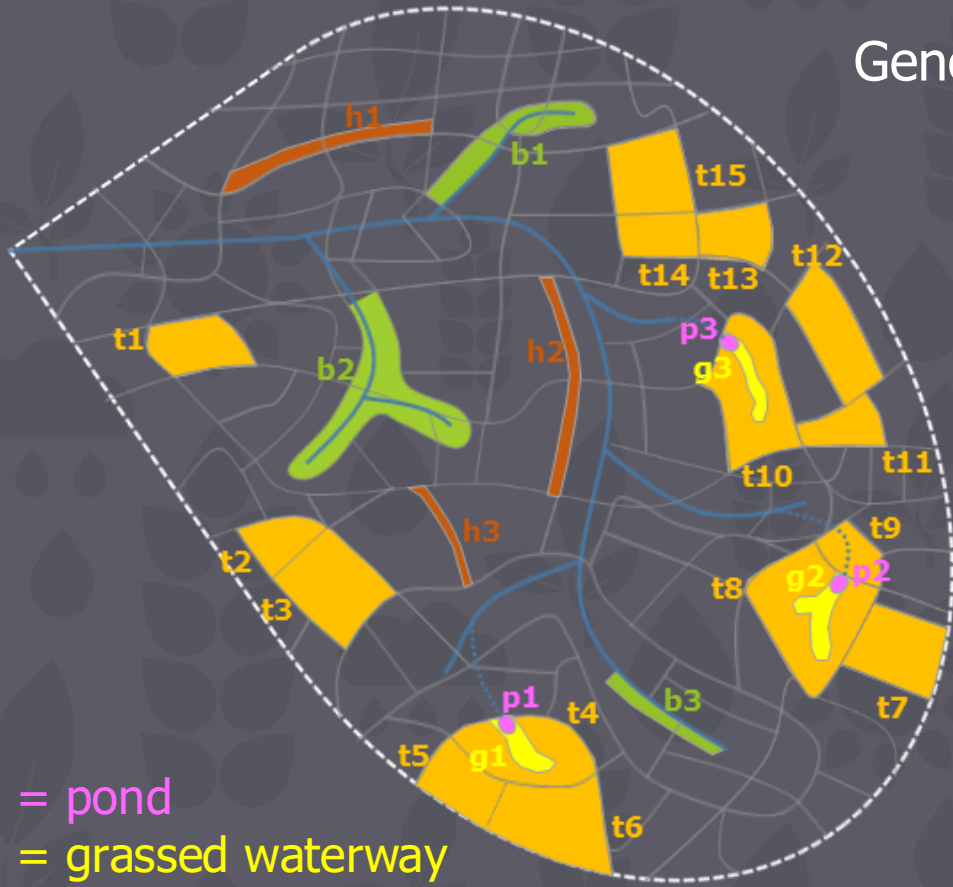 Gene
h1
b1
t15
t12
t14
t13
t1
b2
h2
p3
g3
t10
t11
h3
t2
t3
t9
g2
p2
t8
t7
b3
p1
t4
t5
g1
t6
= pond
= grassed waterway